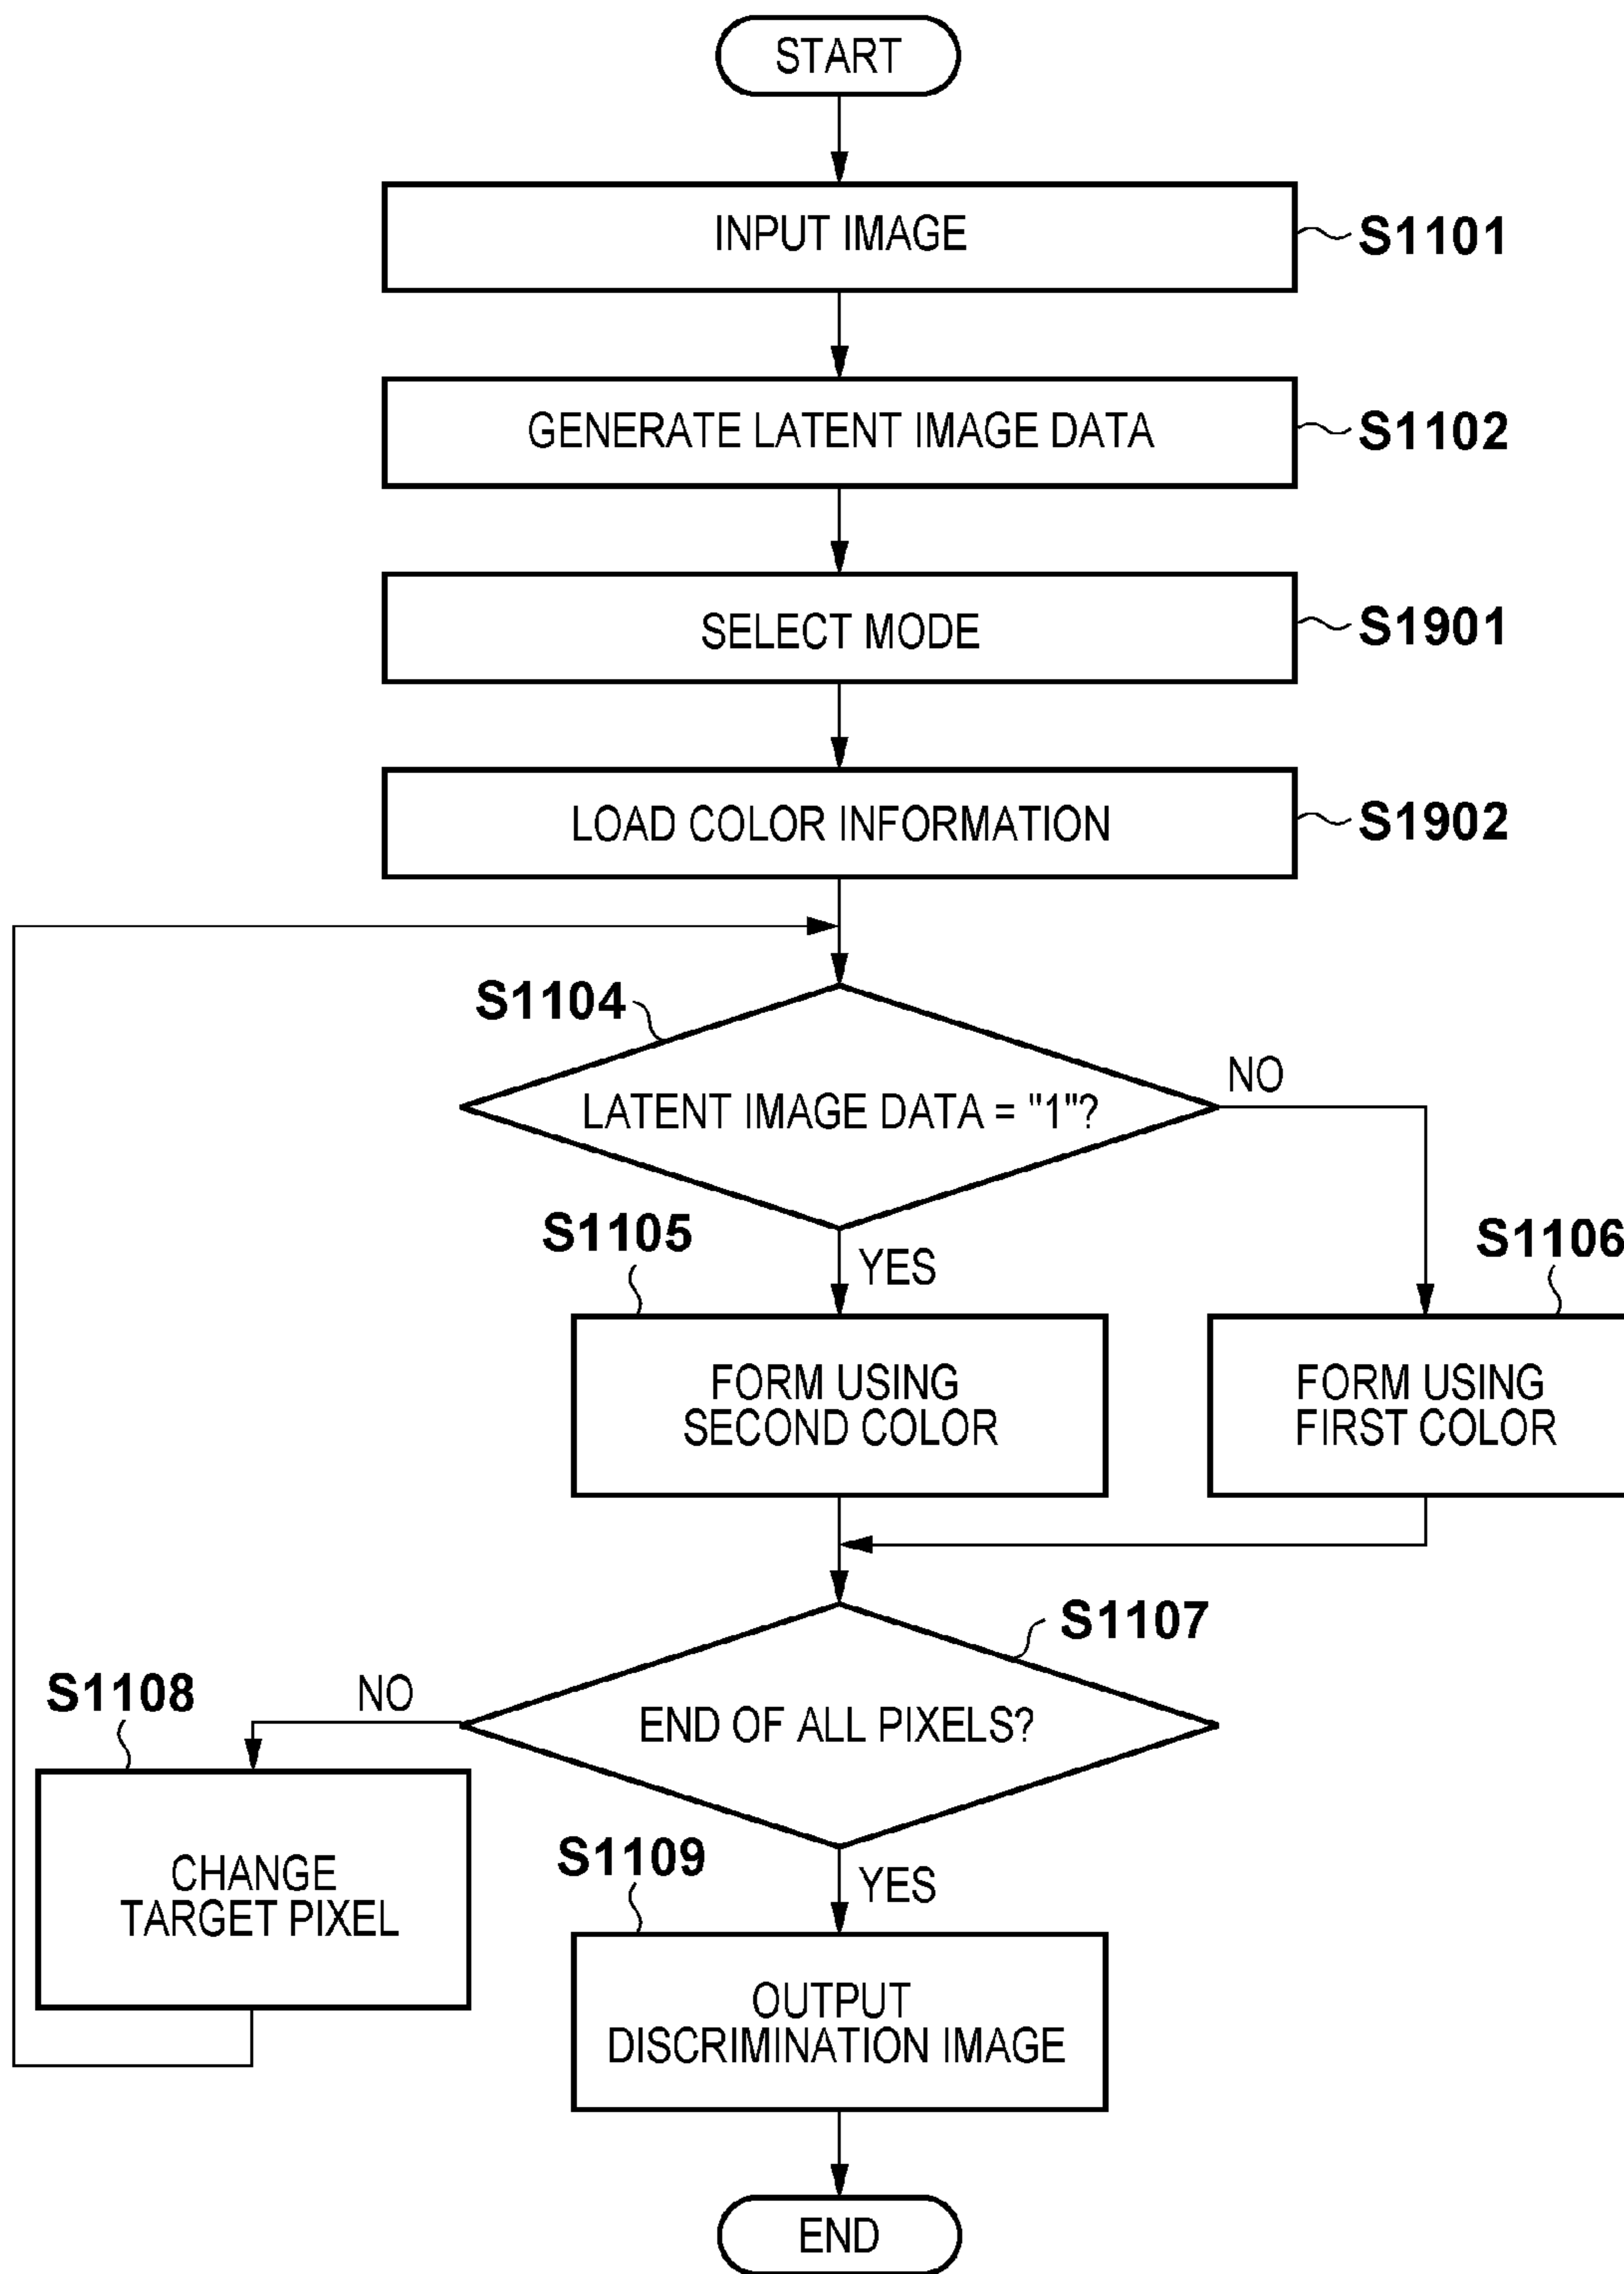 START
INPUT IMAGE
S1101
GENERATE LATENT IMAGE DATA
S1102
SELECT MODE
S1901
LOAD COLOR INFORMATION
S1902
S1104
LATENT IMAGE DATA = "1"?
NO
YES
S1105
FORM USING
SECOND COLOR
S1106
FORM USING
FIRST COLOR
S1107
END OF ALL PIXELS?
NO
S1108
CHANGE
TARGET PIXEL
YES
S1109
OUTPUT
DISCRIMINATION IMAGE
END